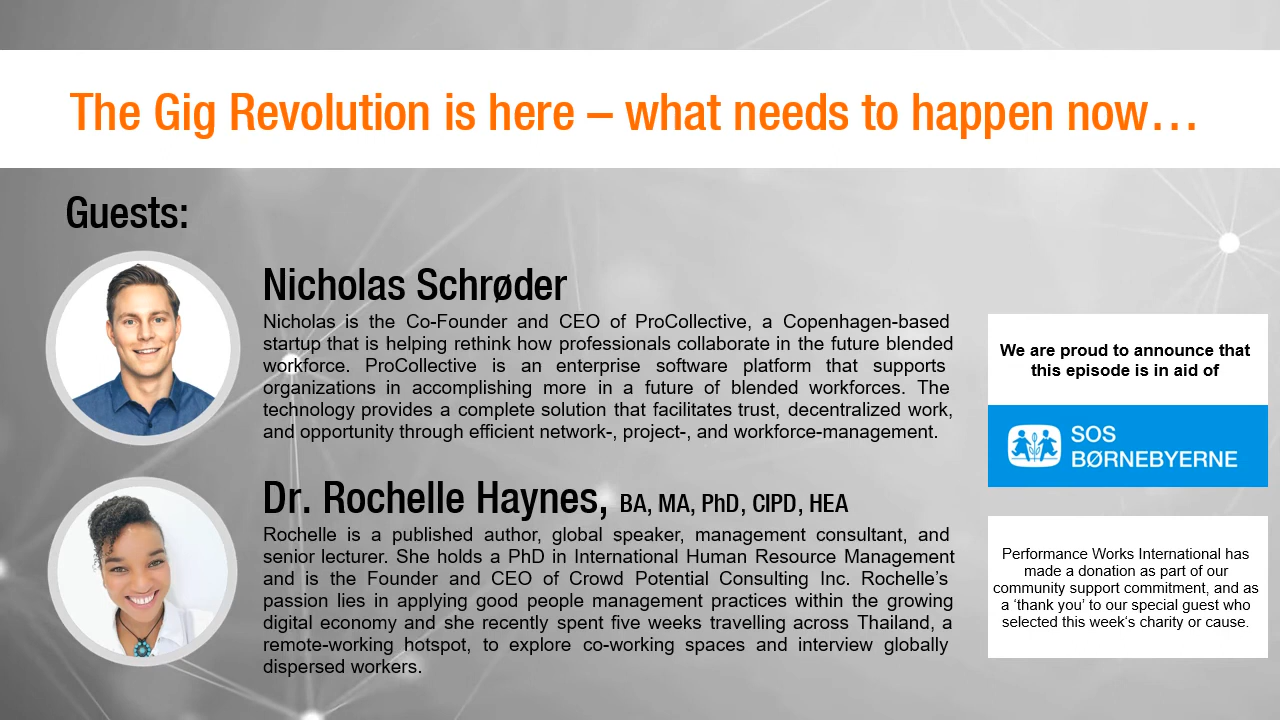 The Gig Revolution is here – what needs to happen now…
Guests:
Nicholas Schrøder
Nicholas is the Co-Founder and CEO of ProCollective, a Copenhagen-based
startup that is helping rethink how professionals collaborate in the future blended
workforce. ProCollective is an enterprise software platform that supports
organizations in accomplishing more in a future of blended workforces. The
technology provides a complete solution that facilitates trust, decentralized work,
and opportunity through efficient network-, project-, and workforce-management.
Dr. Rochelle Haynes, BA, MA, PhD, CIPD, HEA
Rochelle is a published author, global speaker, management consultant, and
senior lecturer. She holds a PhD in International Human Resource Management
and is the Founder and CEO of Crowd Potential Consulting Inc. Rochelle’s
passion lies in applying good people management practices within the growing
digital economy and she recently spent five weeks travelling across Thailand, a
remote-working hotspot, to explore co-working spaces and interview globally
dispersed workers.
We are proud to announce that
this episode is in aid of
SOS
BØRNEBYERNE
Performance Works International has
made a donation as part of our
community support commitment, and as
a ‘thank you’ to our special guest who
selected this week’s charity or cause.